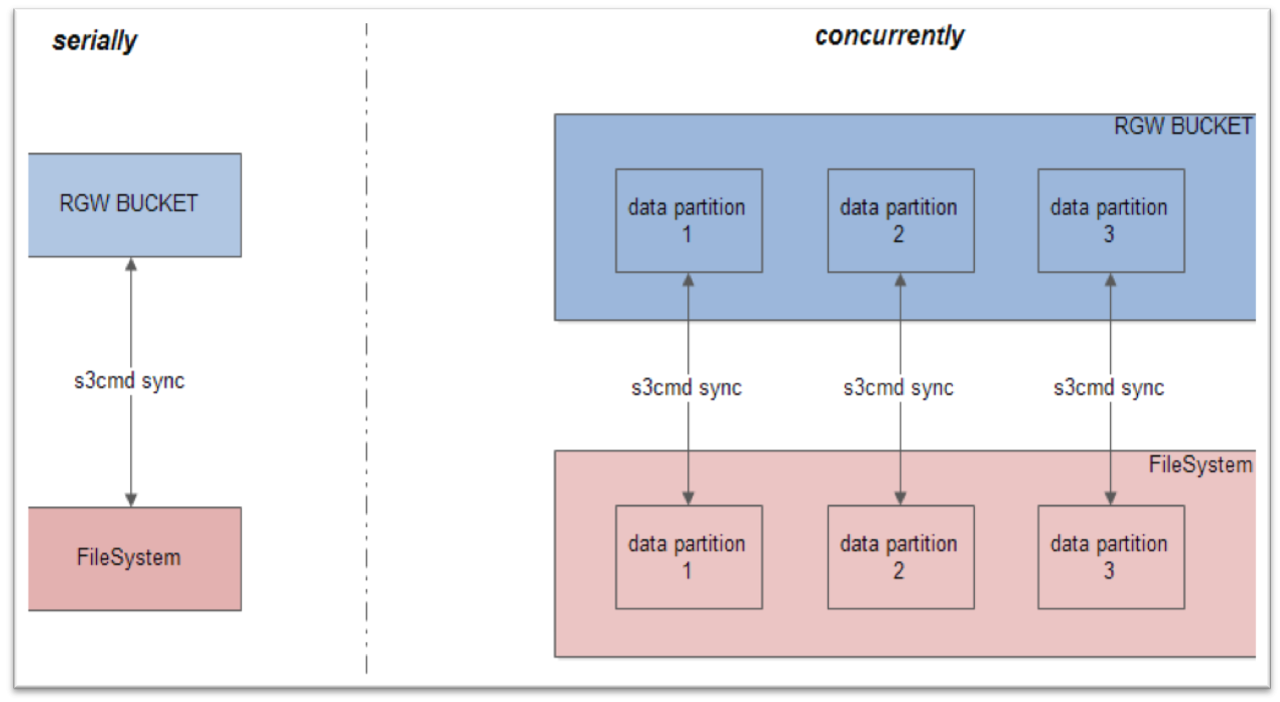 serially
RGW BUCKET
s3cmd sync
FileSystem
concurrently
RGW BUCKET
data partition
1
data partition
2
data partition
3
s3cmd sync
s3cmd sync
s3cmd sync
FileSystem
data partition
1
data partition
2
data partition
3